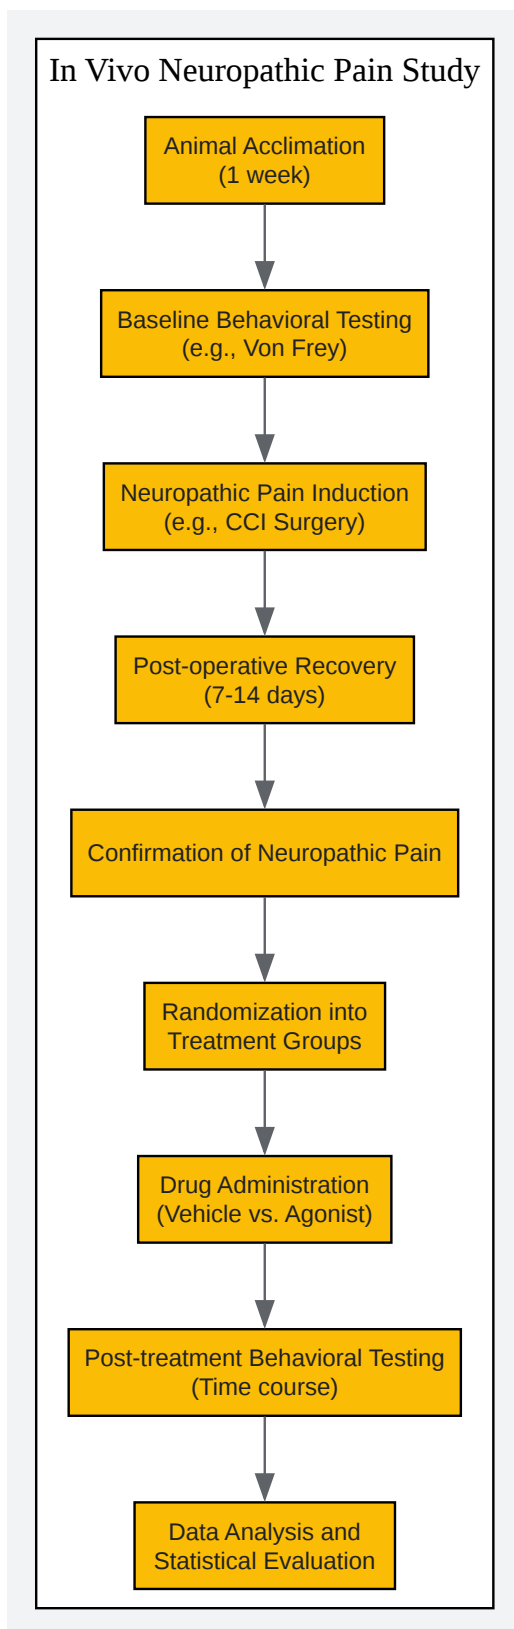 In Vivo Neuropathic Pain Study
Animal Acclimation
(1 week)
Baseline Behavioral Testing
(e.g., Von Frey)
Neuropathic Pain Induction
(e.g., CCI Surgery)
Post-operative Recovery
(7-14 days)
Confirmation of Neuropathic Pain
Randomization into
Treatment Groups
Drug Administration
(Vehicle vs. Agonist)
Post-treatment Behavioral Testing
(Time course)
Data Analysis and
Statistical Evaluation